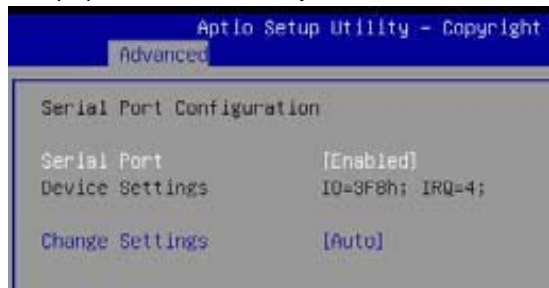 Aptio Setup Utility - Copyright
Advanced
Serial Port Configuration
Serial Port [Enabled]
Device Settings IO=3F8h; IRQ=4;
Change Settings [Auto]